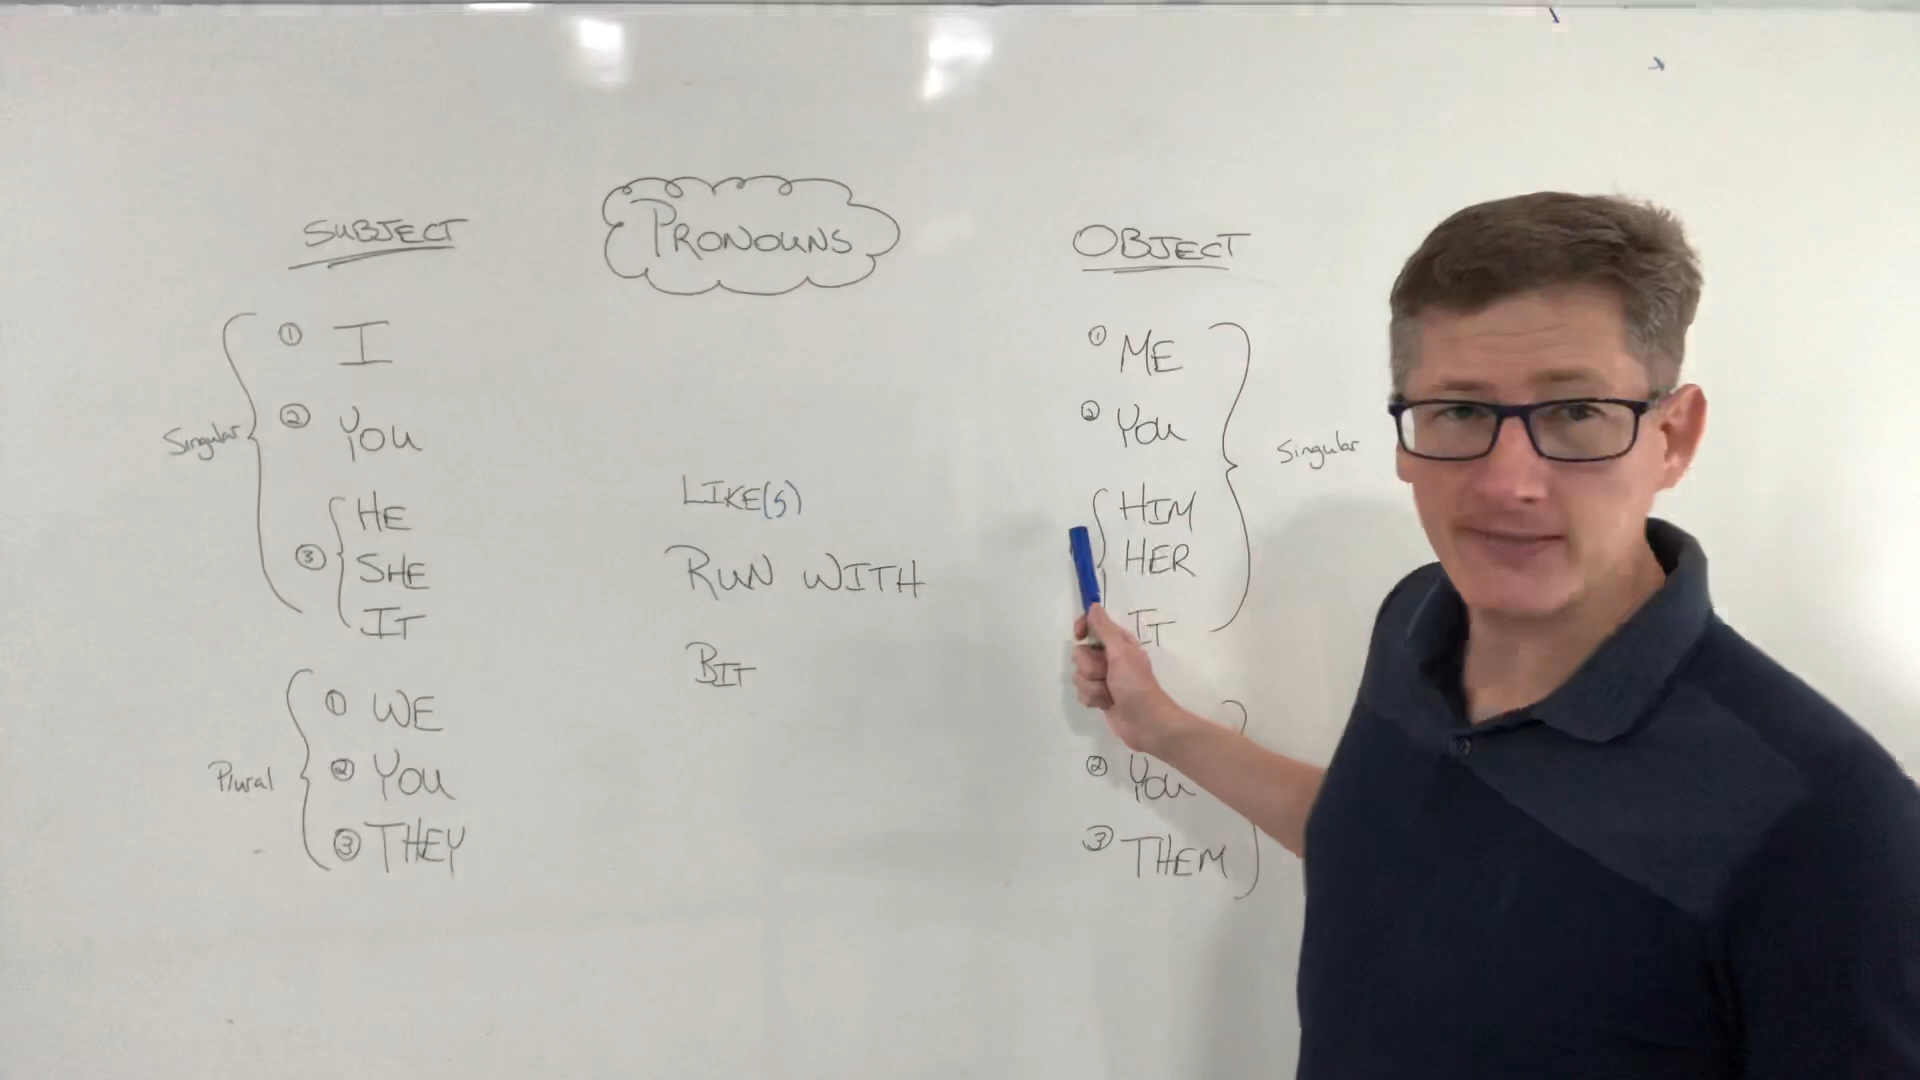 SUBJECT
PRONOUNS
OBJECT
Singular
① I
② YOU
③ HE
SHE
IT
Plural
① WE
② YOU
③ THEY
LIKE(S)
RUN WITH
BIT
① ME
② YOU
HIM
HER
IT
Singular
② YOU
③ THEM